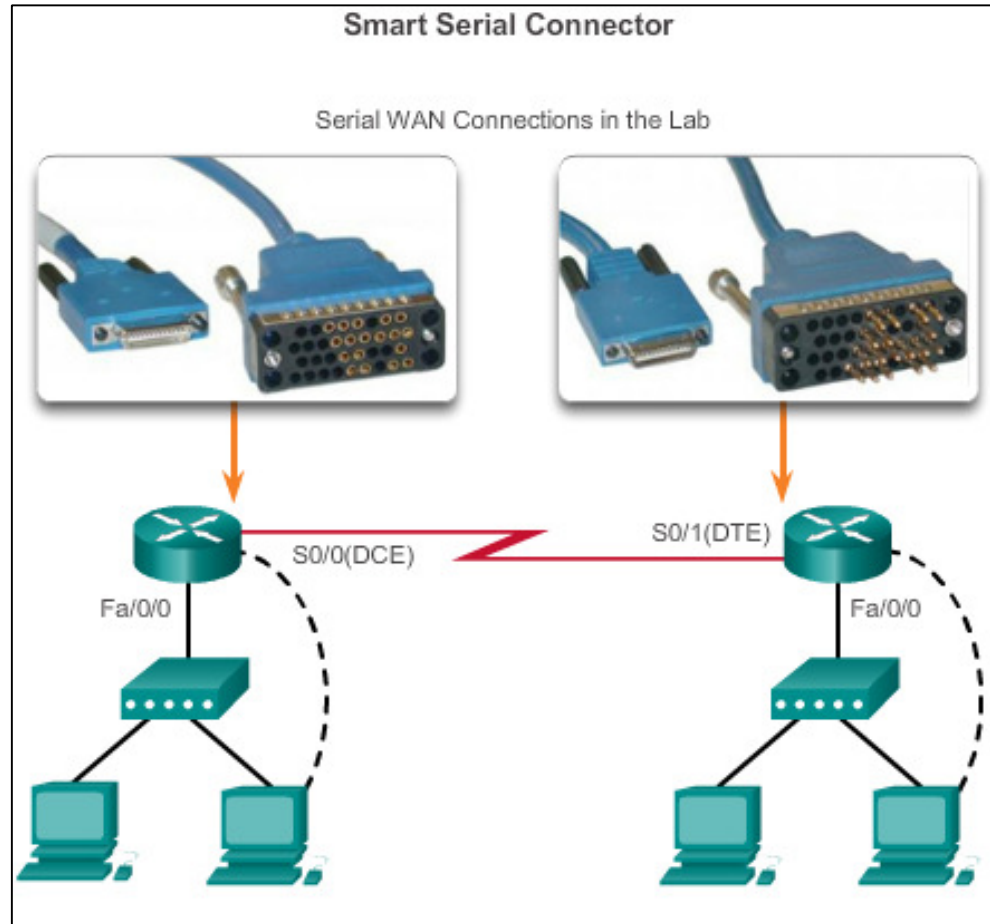 Smart Serial Connector
Serial WAN Connections in the Lab
S0/0(DCE)
S0/1(DTE)
Fa/0/0
Fa/0/0